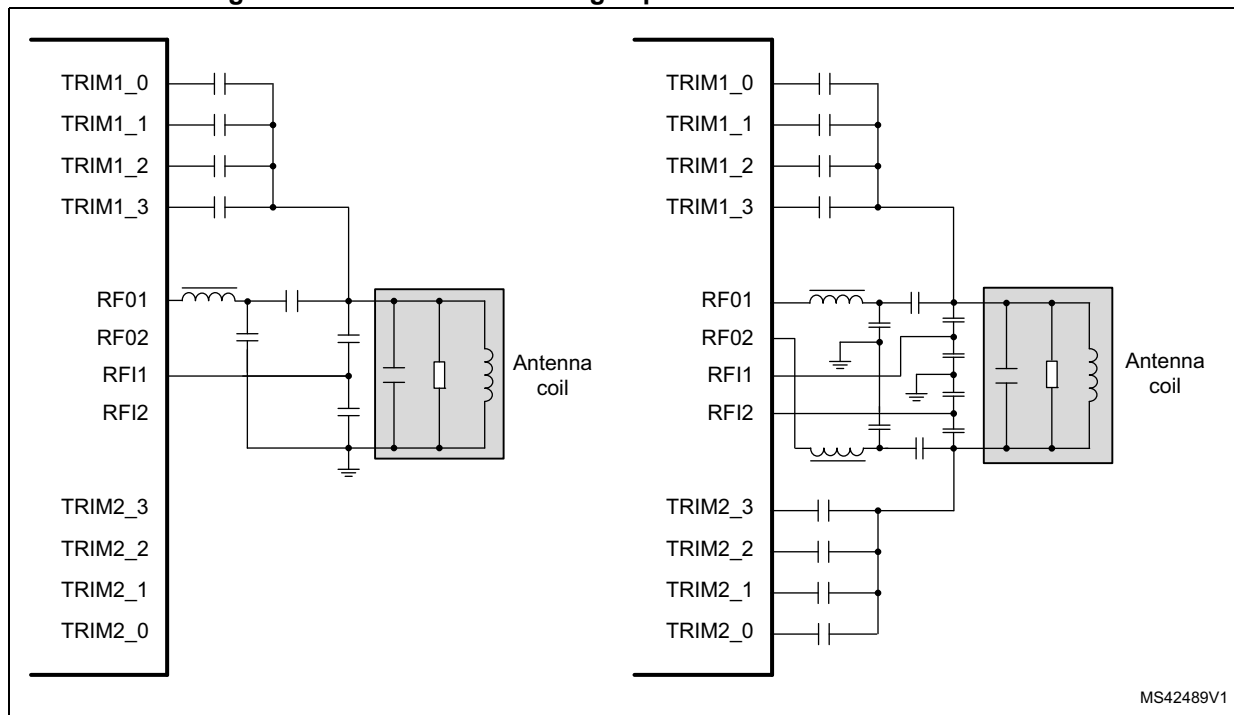 TRIM1_0
TRIM1_1
TRIM1_2
TRIM1_3
RF01
RF02
RFI1
RFI2
TRIM2_3
TRIM2_2
TRIM2_1
TRIM2_0
Antenna
coil
TRIM1_0
TRIM1_1
TRIM1_2
TRIM1_3
RF01
RF02
RFI1
RFI2
TRIM2_3
TRIM2_2
TRIM2_1
TRIM2_0
Antenna
coil
MS42489V1